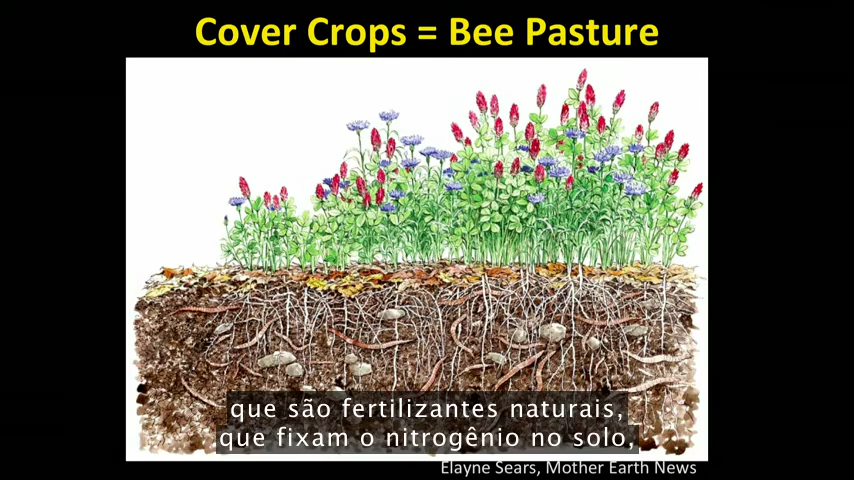 Cover Crops = Bee Pasture
que são fertilizantes naturais,
que fixam o nitrogênio no solo,
Elayne Sears, Mother Earth News